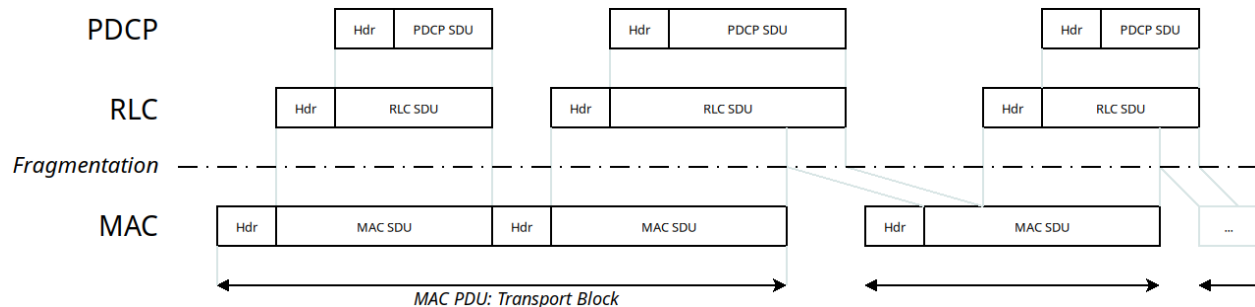 PDCP
Hdr PDCP SDU Hdr PDCP SDU Hdr PDCP SDU
RLC
Hdr RLC SDU Hdr RLC SDU Hdr RLC SDU
Fragmentation
MAC
Hdr MAC SDU Hdr MAC SDU Hdr MAC SDU ...
MAC PDU: Transport Block